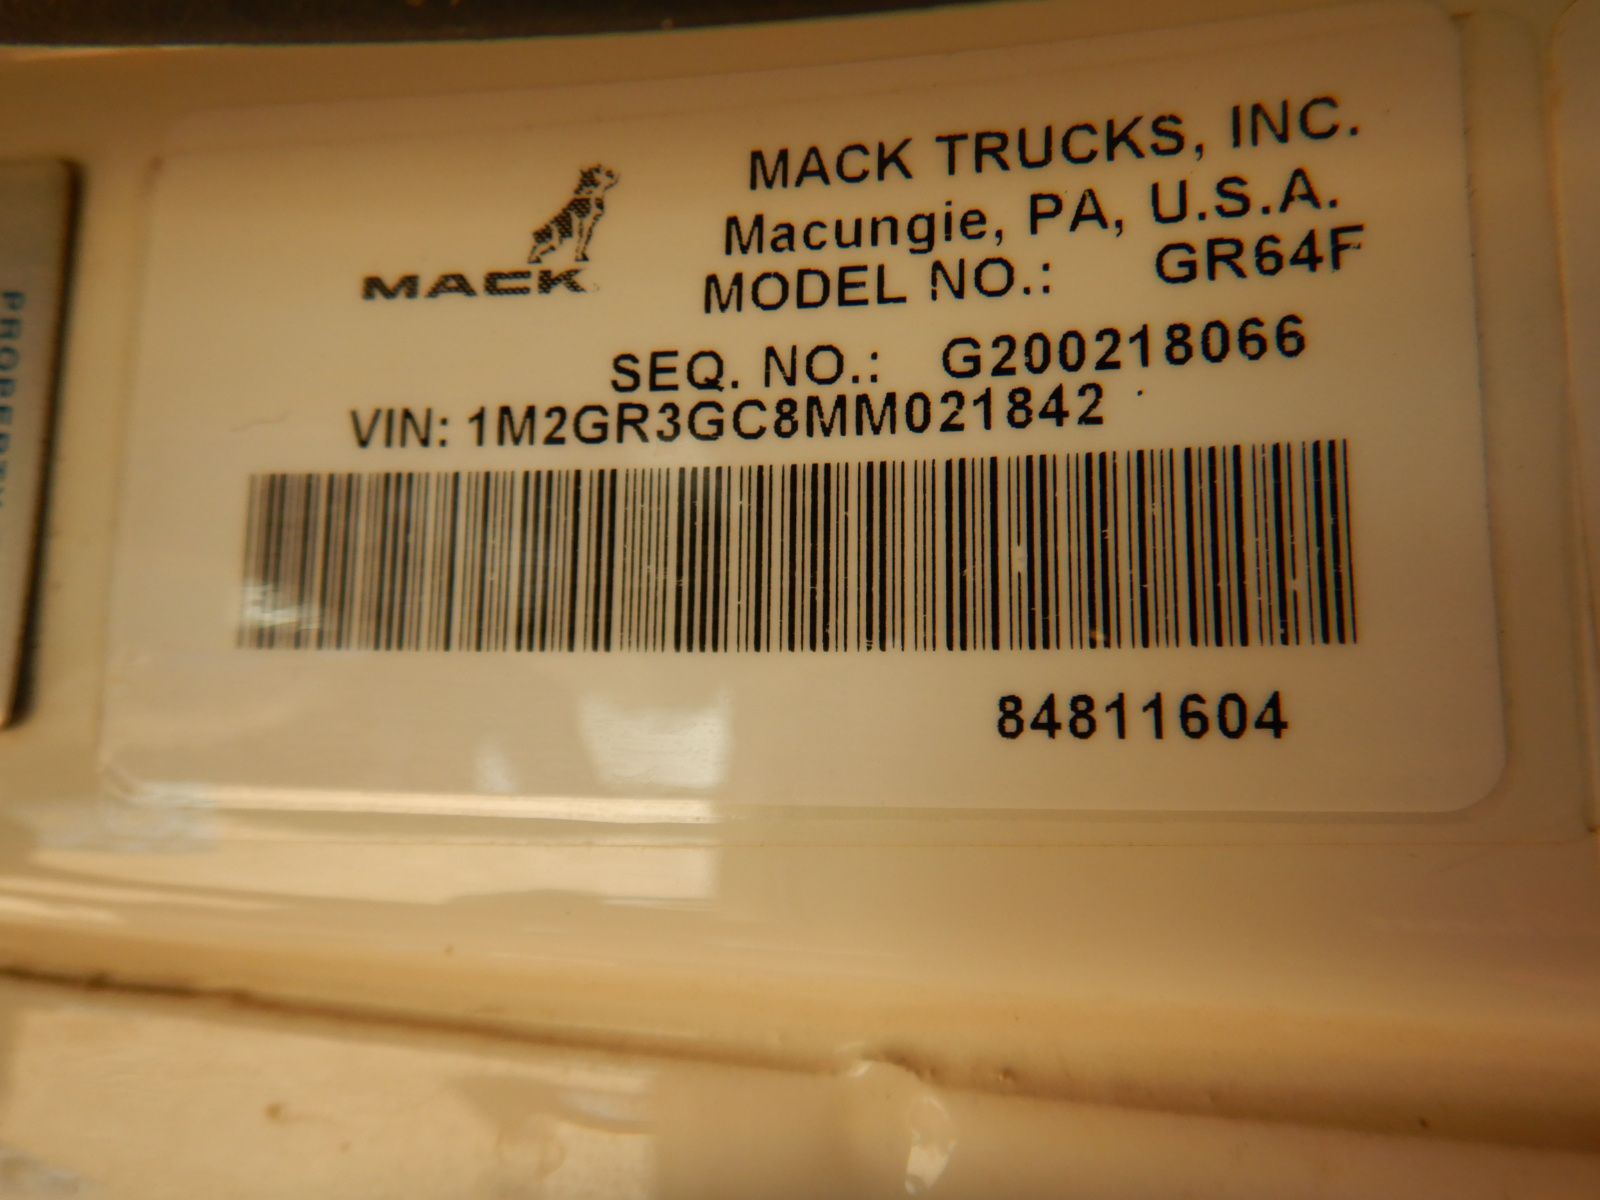 MACK
MACK TRUCKS, INC.
Macungie, PA, U.S.A.
MODEL NO.: GR64F
SEQ. NO.: G200218066
VIN: 1M2GR3GC8MM021842
84811604